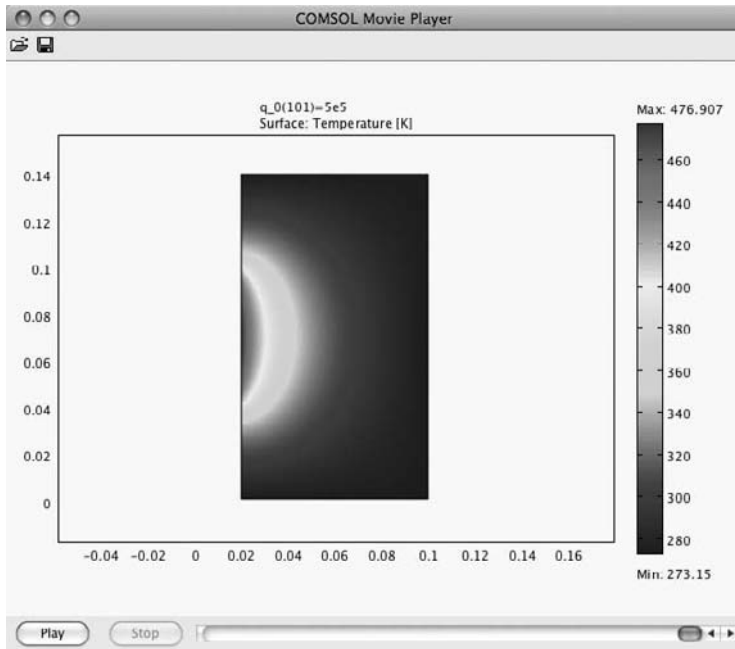 COMSOL Movie Player
q_0(101)=5e5
Surface: Temperature [K]
Max: 476.907
0.14
0.12
0.1
0.08
0.06
0.04
0.02
0
-0.04 -0.02 0 0.02 0.04 0.06 0.08 0.1 0.12 0.14 0.16
460
440
420
400
380
360
340
320
300
280
Min: 273.15
Play
Stop